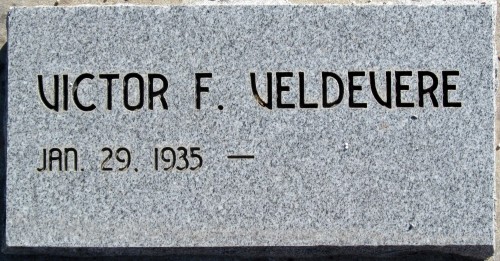 VICTOR F. VELDEVERE
JAN. 29, 1935 —